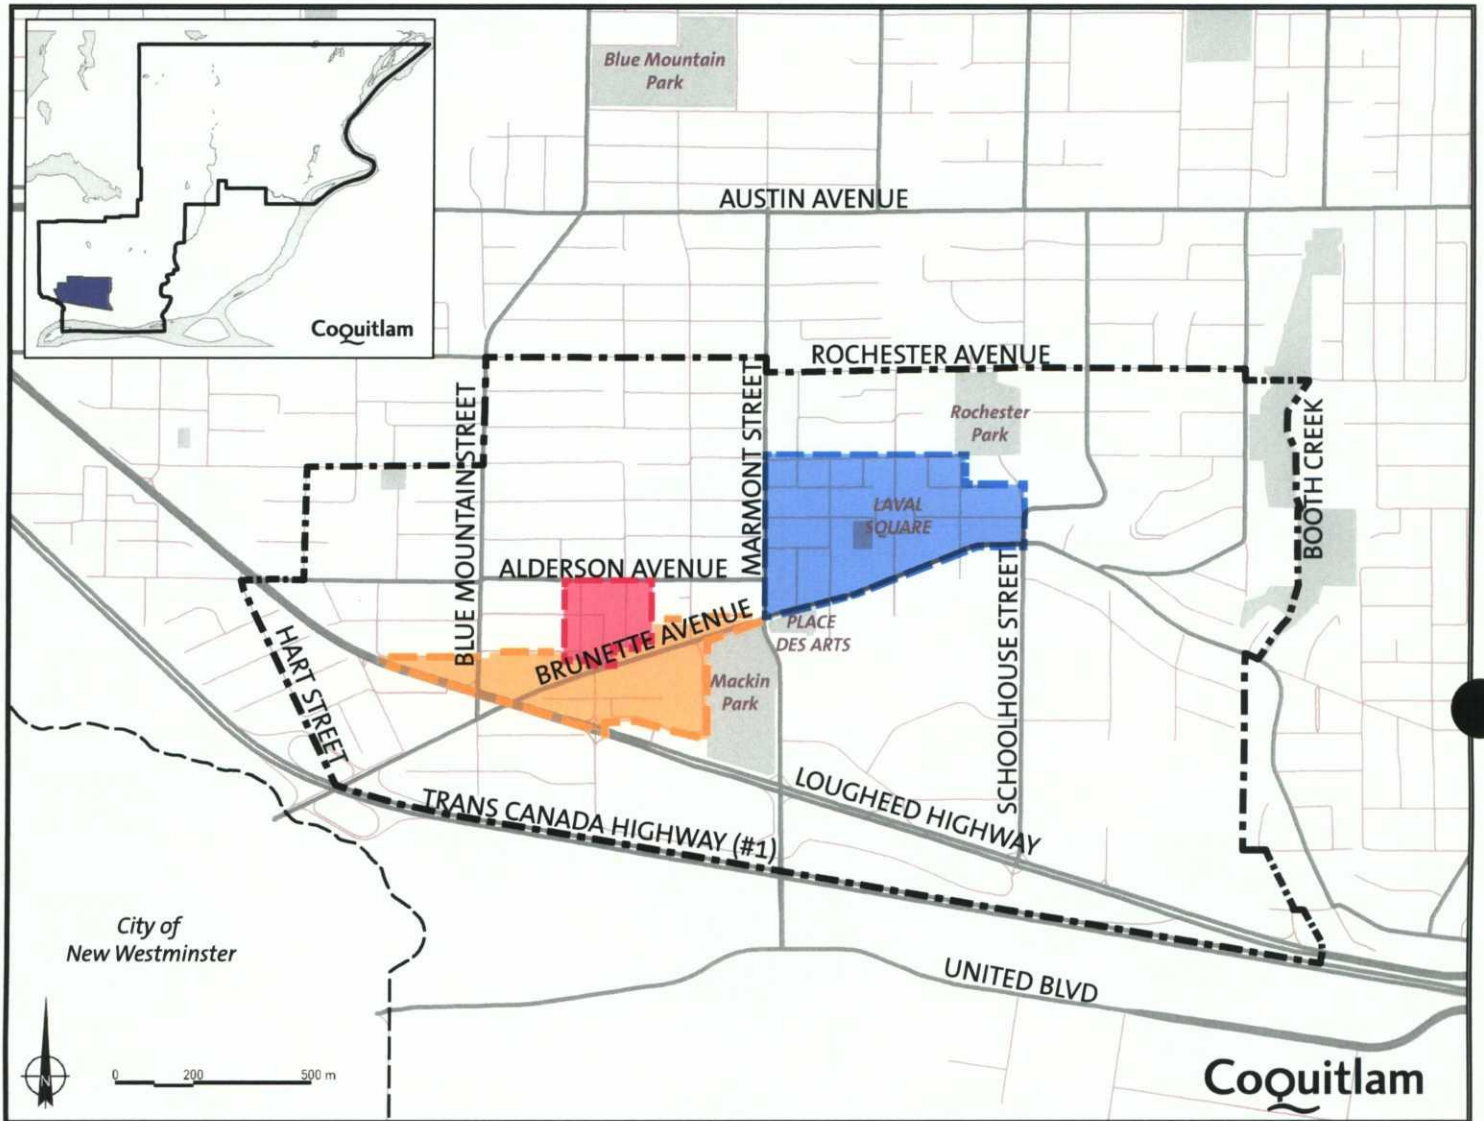 Blue Mountain
Park
AUSTIN AVENUE
Coquitlam
ROCHESTER AVENUE
BLUE MOUNTAIN STREET
MARMONT STREET
Rochester
Park
BOOTH CREEK
LAVAL
SQUARE
ALDERSON AVENUE
SCHOOLHOUSE STREET
HART STREET
BRUNETTE AVENUE
PLACE
DES ARTS
Mackin
Park
LOUGHEED HIGHWAY
TRANS CANADA HIGHWAY (#1)
City of
New Westminster
UNITED BLVD
N
0 200 500 m
Coquitlam